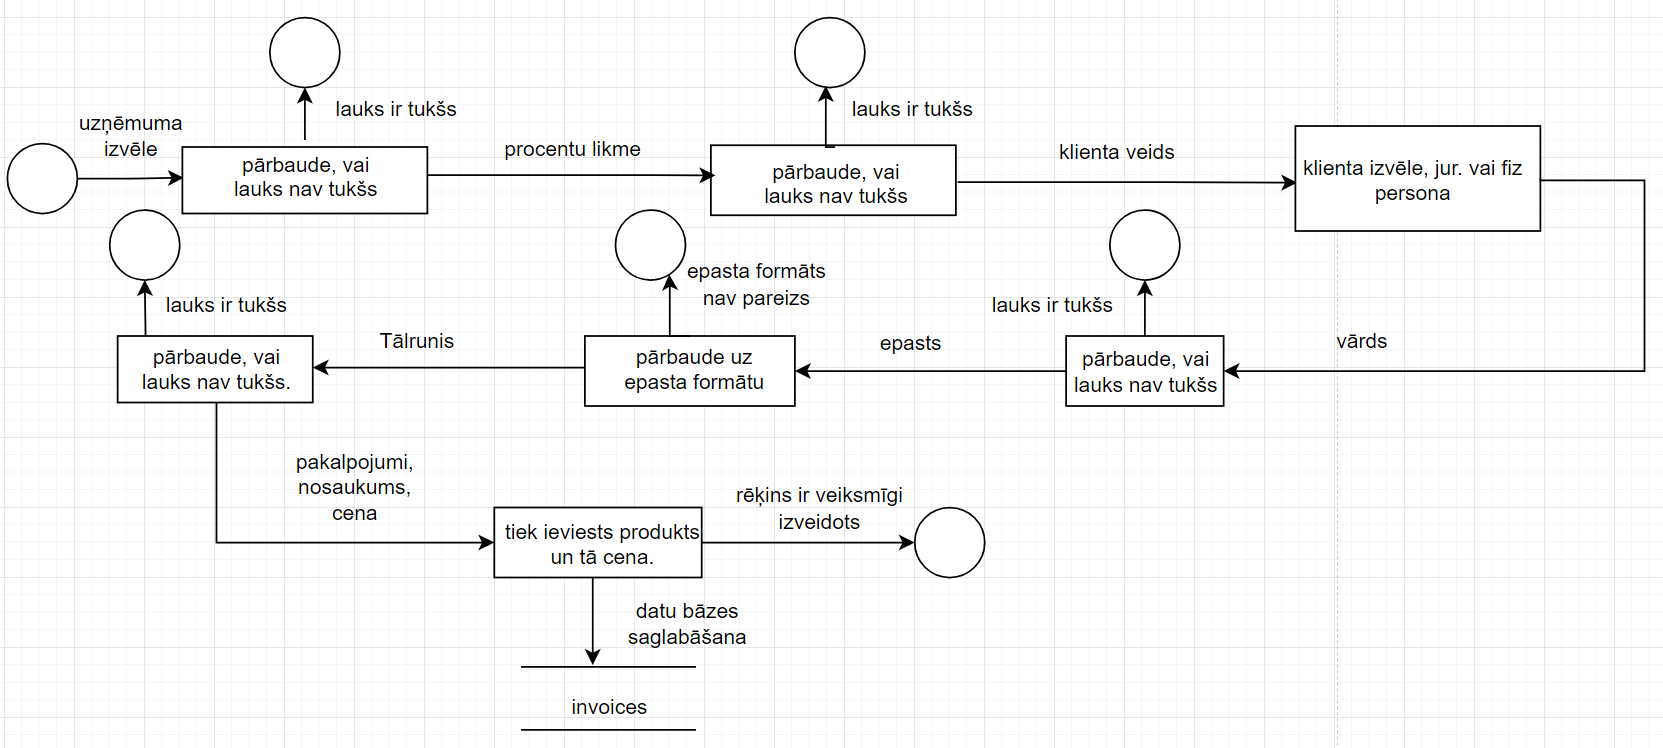 lauks ir tukšs
lauks ir tukšs
uzņēmuma
izvēle
procentu likme
klienta veids
pārbaude, vai
lauks nav tukšs
pārbaude, vai
lauks nav tukšs
klienta izvēle, jur. vai fiz
persona
epasta formāts
nav pareizs
lauks ir tukšs
lauks ir tukšs
Tālrunis
epasts
vārds
pārbaude, vai
lauks nav tukšs.
pārbaude uz
epasta formātu
pārbaude, vai
lauks nav tukšs
pakalpojumi,
nosaukums,
cena
rēķins ir veiksmīgi
izveidots
tiek ieviests produkts
un tā cena.
datu bāzes
saglabāšana
invoices